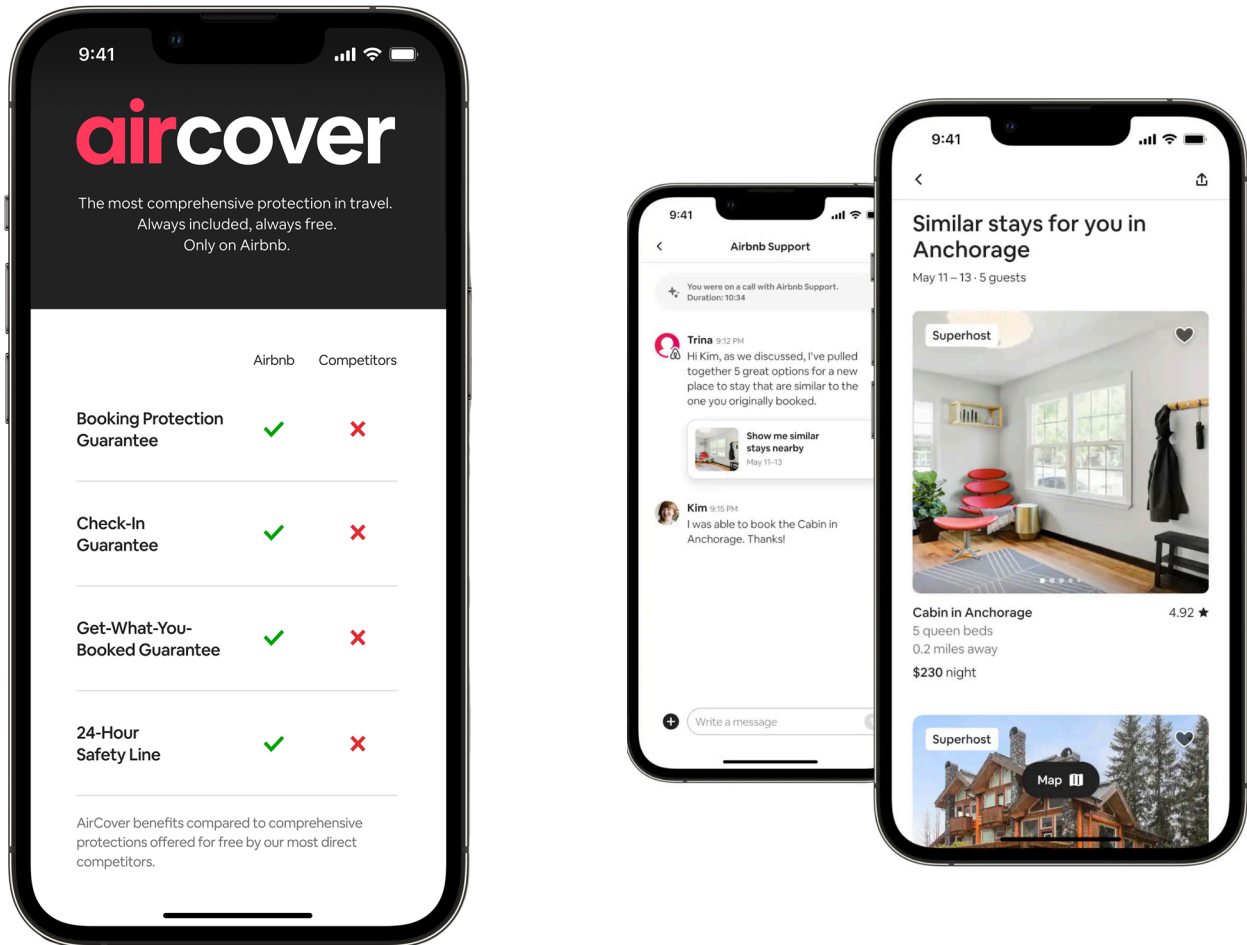 9:41
aircover
The most comprehensive protection in travel.
Always included, always free.
Only on Airbnb.
Airbnb Competitors
Booking Protection
Guarantee
Check-In
Guarantee
Get-What-You-
Booked Guarantee
24-Hour
Safety Line
AirCover benefits compared to comprehensive
protections offered for free by our most direct
competitors.
9:41
Airbnb Support
You were on a call with Airbnb Support.
Duration: 10:34
Trina 9:12 PM
Hi Kim, as we discussed, I've pulled
together 5 great options for a new
place to stay that are similar to the
one you originally booked.
Show me similar
stays nearby
May 11–13
Kim 9:15 PM
I was able to book the Cabin in
Anchorage. Thanks!
Write a message
9:41
Similar stays for you in
Anchorage
May 11 – 13 · 5 guests
Superhost
Cabin in Anchorage 4.92 ★
5 queen beds
0.2 miles away
$230 night
Superhost
Map